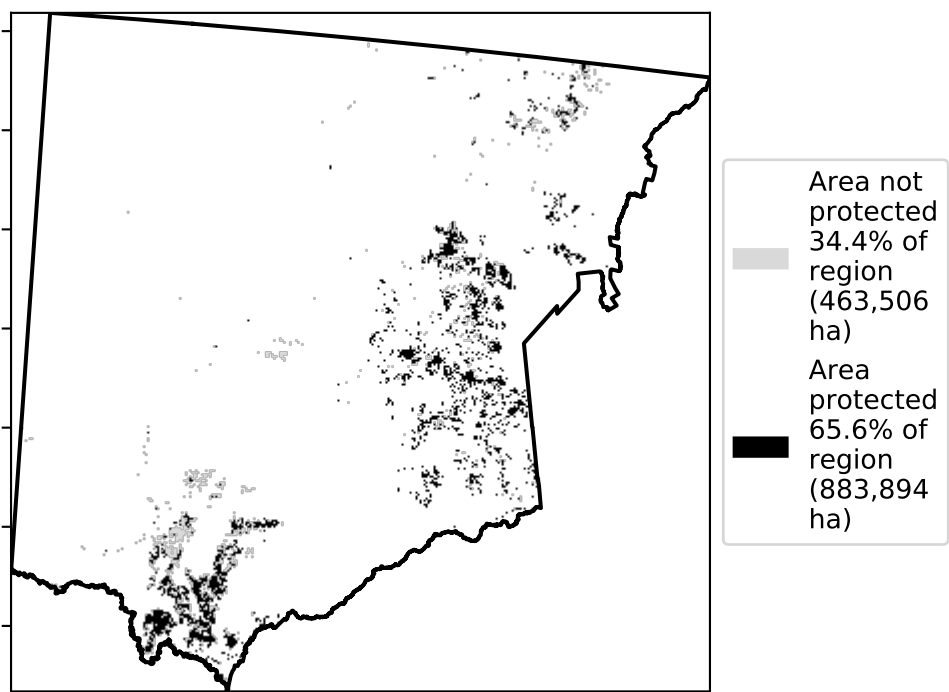 Area not
protected
34.4% of
region
(463,506
ha)
Area
protected
65.6% of
region
(883,894
ha)